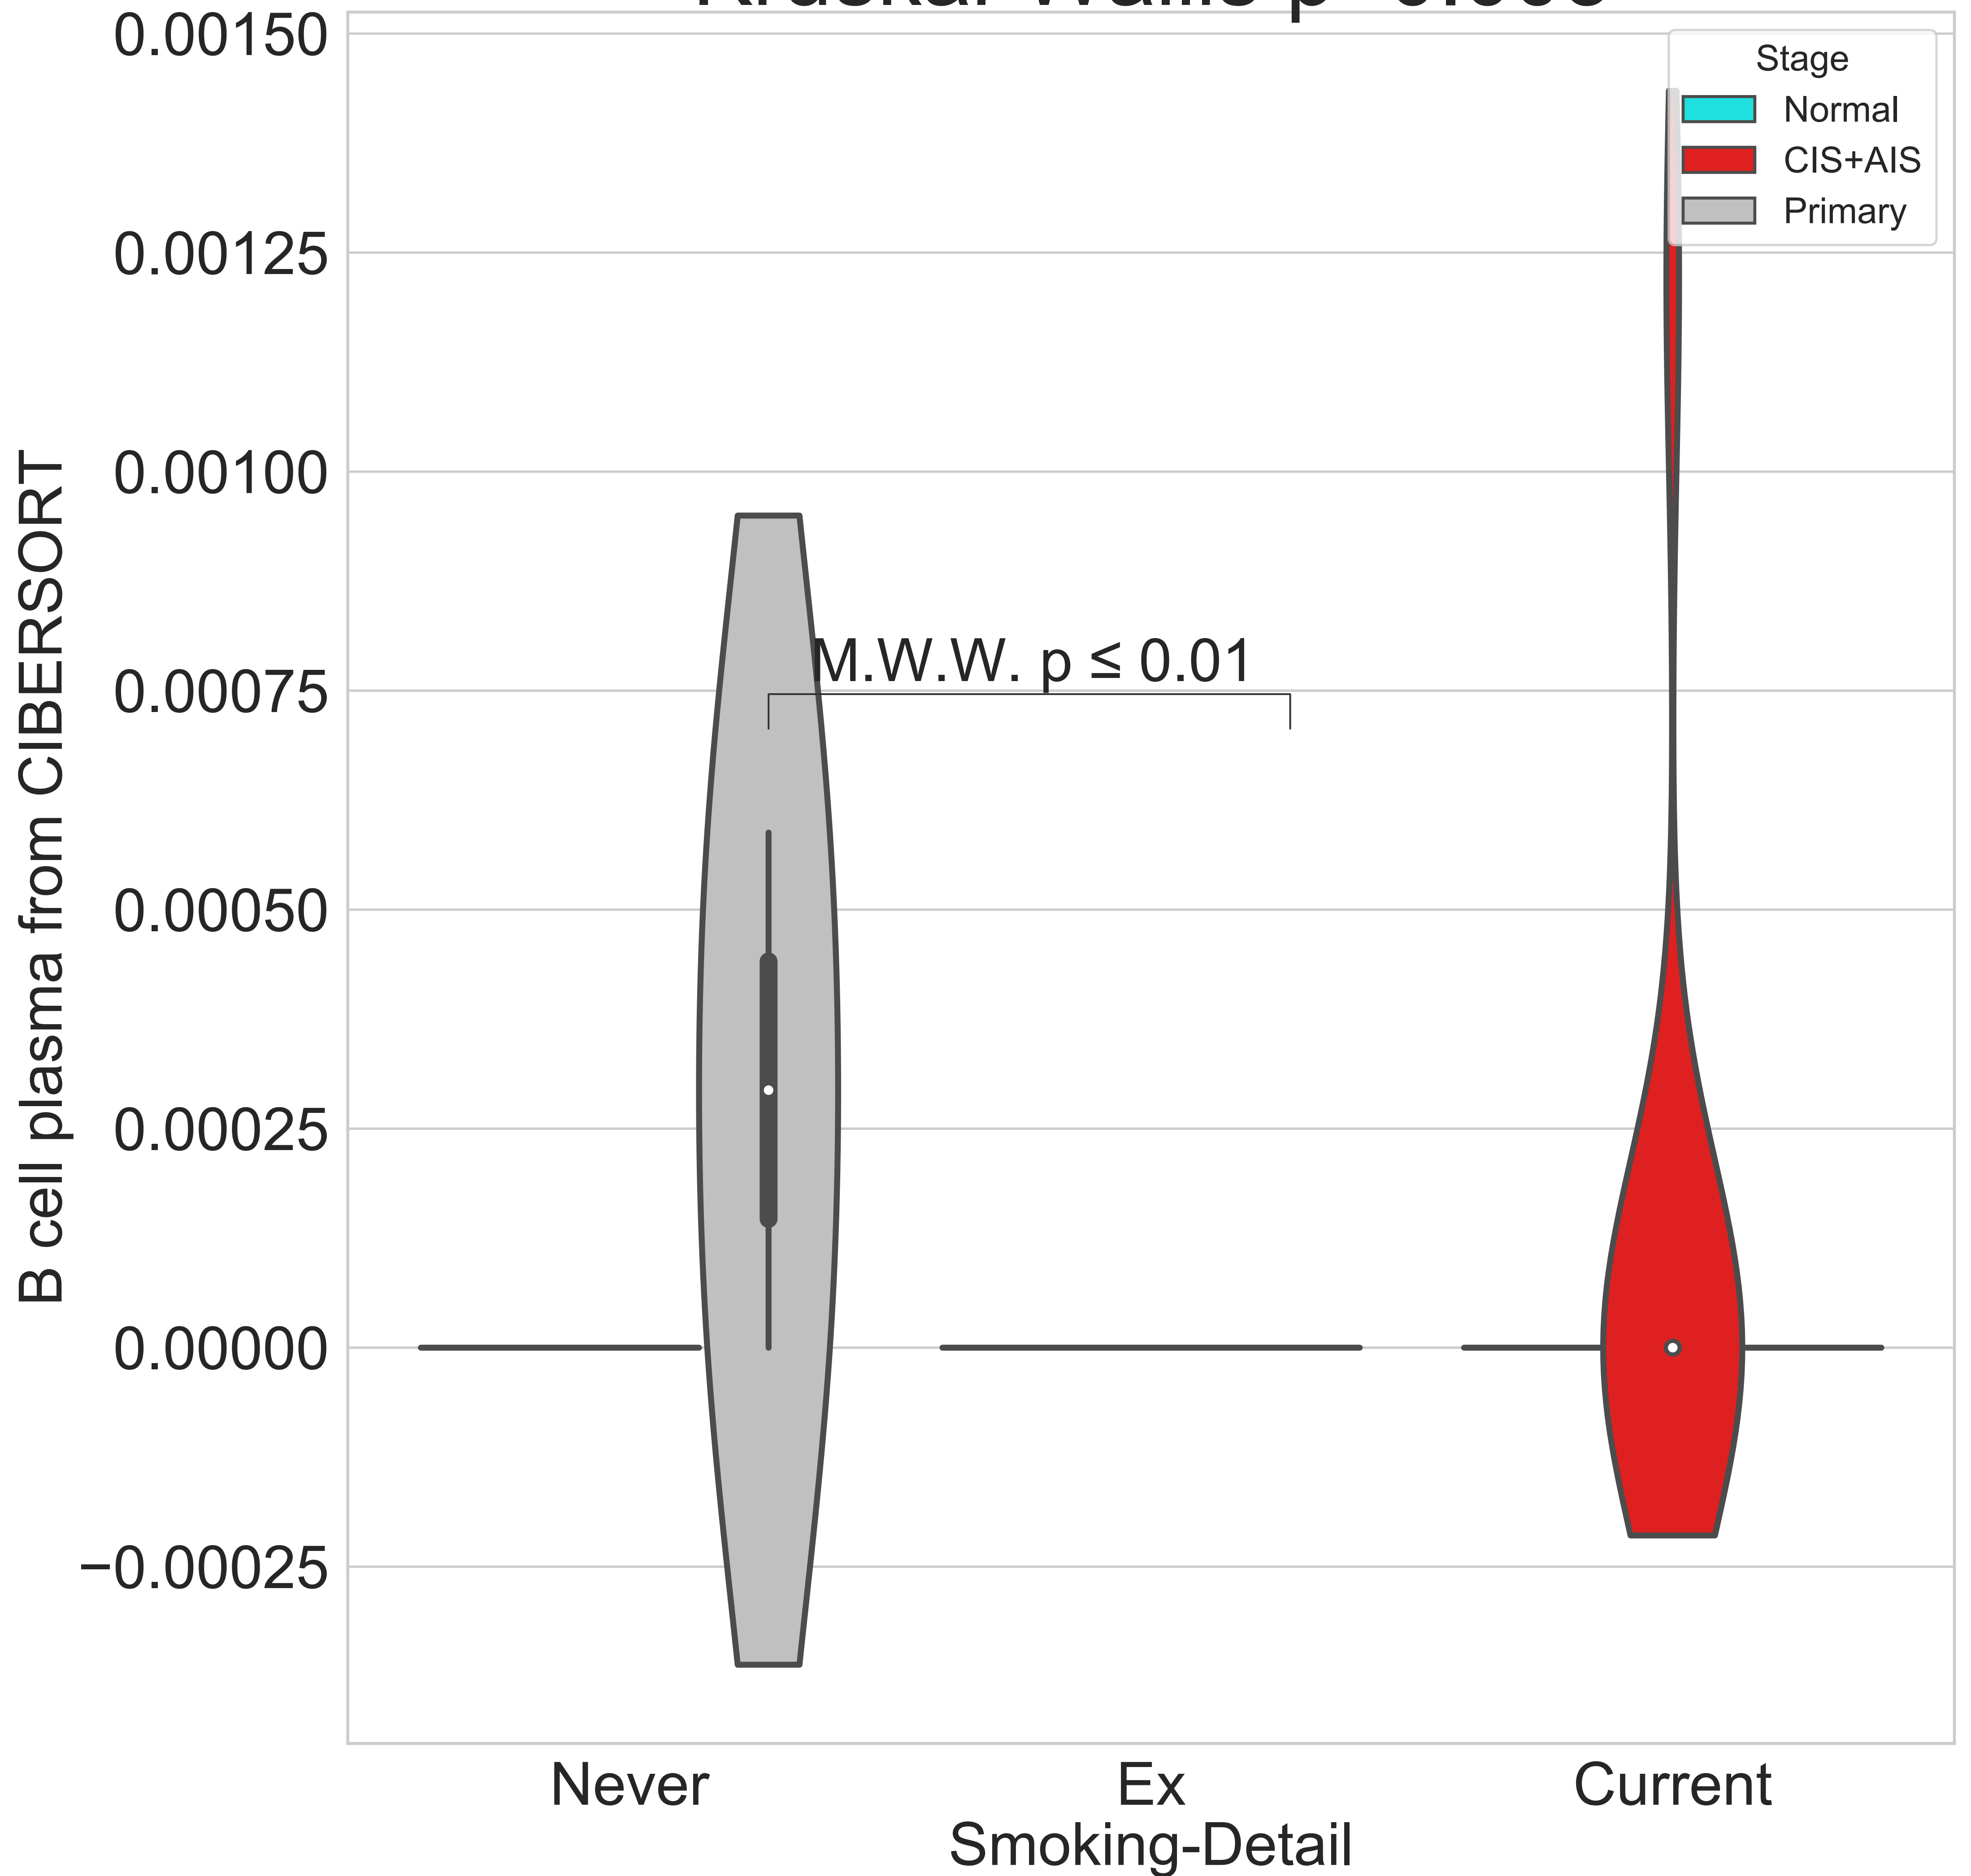 0.00150
0.00125
0.00100
0.00075
0.00050
0.00025
0.00000
−0.00025
B cell plasma from CIBERSORT
Stage
Normal
CIS+AIS
Primary
M.W.W. p ≤ 0.01
Never
Ex
Current
Smoking-Detail